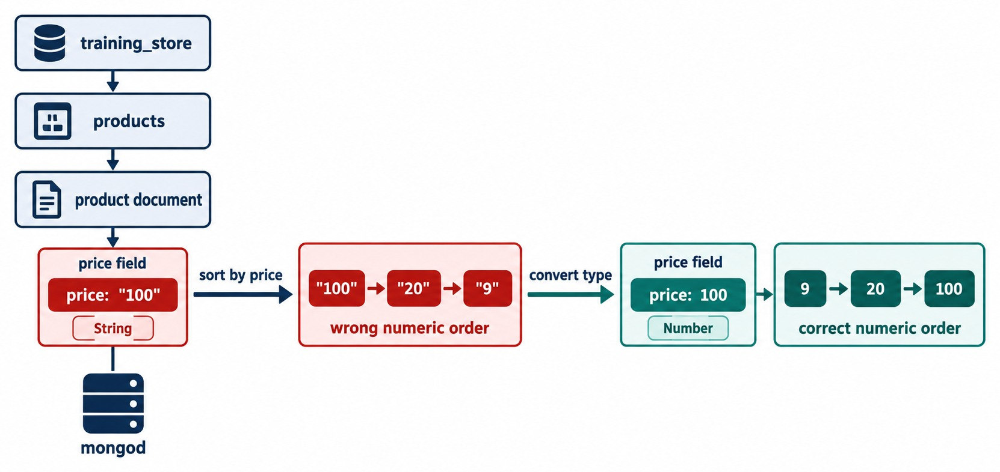 training_store
products
product document
price field
price: "100"
String
mongod
sort by price
"100"
"20"
"9"
wrong numeric order
convert type
price field
price: 100
Number
9
20
100
correct numeric order